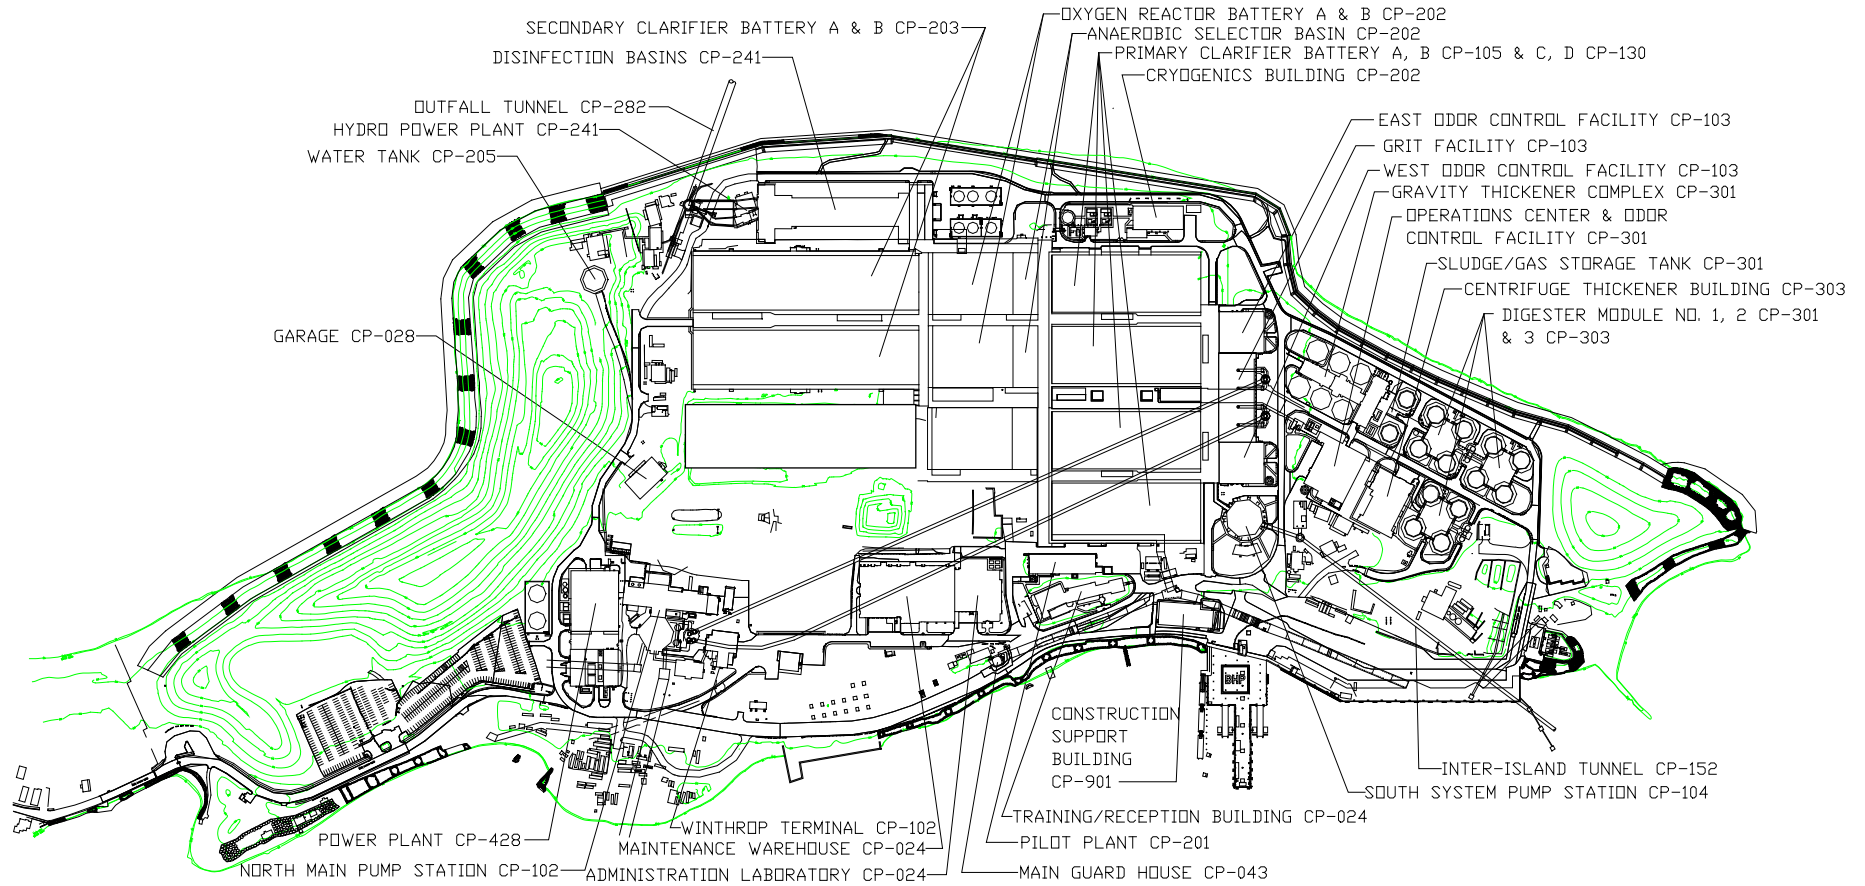 SECONDARY CLARIFIER BATTERY A & B CP-203
OXYGEN REACTOR BATTERY A & B CP-202
ANAEROBIC SELECTOR BASIN CP-202
DISINFECTION BASINS CP-241
PRIMARY CLARIFIER BATTERY A, B CP-105 & C, D CP-130
CRYOGENICS BUILDING CP-202
OUTFALL TUNNEL CP-282
HYDRO POWER PLANT CP-241
WATER TANK CP-205
EAST ODOR CONTROL FACILITY CP-103
GRIT FACILITY CP-103
WEST ODOR CONTROL FACILITY CP-103
GRAVITY THICKENER COMPLEX CP-301
OPERATIONS CENTER & ODOR
CONTROL FACILITY CP-301
SLUDGE/GAS STORAGE TANK CP-301
CENTRIFUGE THICKENER BUILDING CP-303
DIGESTER MODULE NO. 1, 2 CP-301
& 3 CP-303
GARAGE CP-028
BHP
CONSTRUCTION
SUPPORT
BUILDING
CP-901
INTER-ISLAND TUNNEL CP-152
SOUTH SYSTEM PUMP STATION CP-104
TRAINING/RECEPTION BUILDING CP-024
WINTHROP TERMINAL CP-102
POWER PLANT CP-428
PILOT PLANT CP-201
MAINTENANCE WAREHOUSE CP-024
NORTH MAIN PUMP STATION CP-102
ADMINISTRATION LABORATORY CP-024
MAIN GUARD HOUSE CP-043